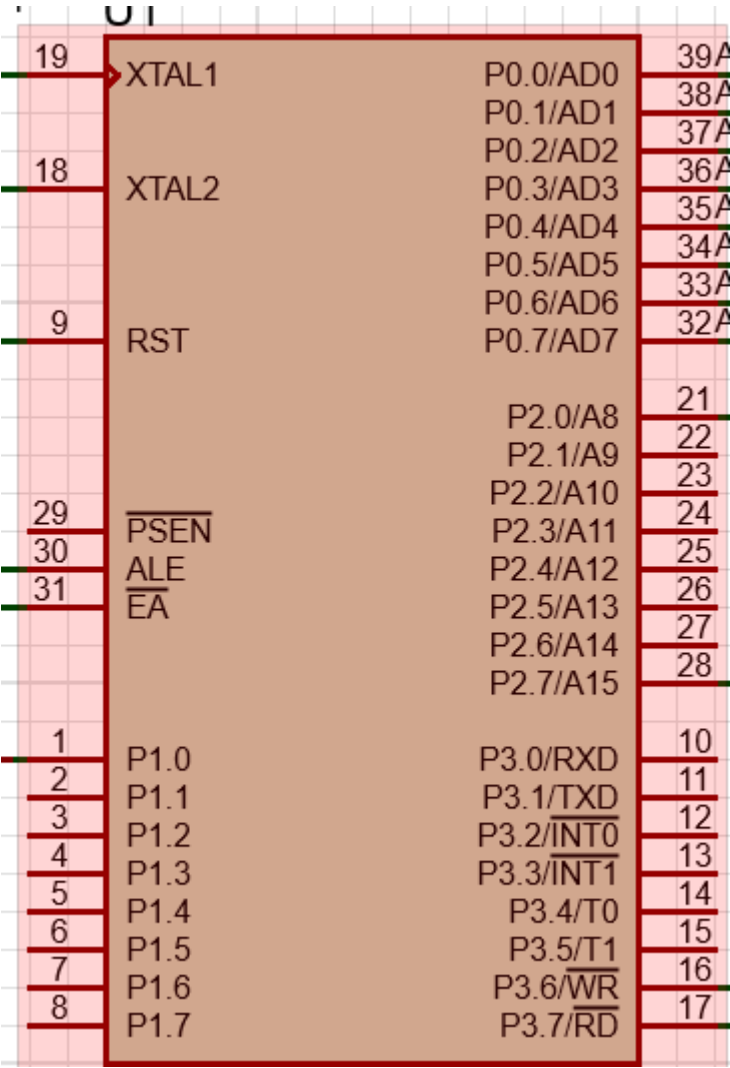 U1
19 XTAL1 P0.0/AD0 39 A
P0.1/AD1 38 A
P0.2/AD2 37 A
18 XTAL2 P0.3/AD3 36 A
P0.4/AD4 35 A
P0.5/AD5 34 A
P0.6/AD6 33 A
9 RST P0.7/AD7 32 A
P2.0/A8 21
P2.1/A9 22
P2.2/A10 23
29 PSEN P2.3/A11 24
30 ALE P2.4/A12 25
31 EA P2.5/A13 26
P2.6/A14 27
P2.7/A15 28
1 P1.0 P3.0/RXD 10
2 P1.1 P3.1/TXD 11
3 P1.2 P3.2/INT0 12
4 P1.3 P3.3/INT1 13
5 P1.4 P3.4/T0 14
6 P1.5 P3.5/T1 15
7 P1.6 P3.6/WR 16
8 P1.7 P3.7/RD 17